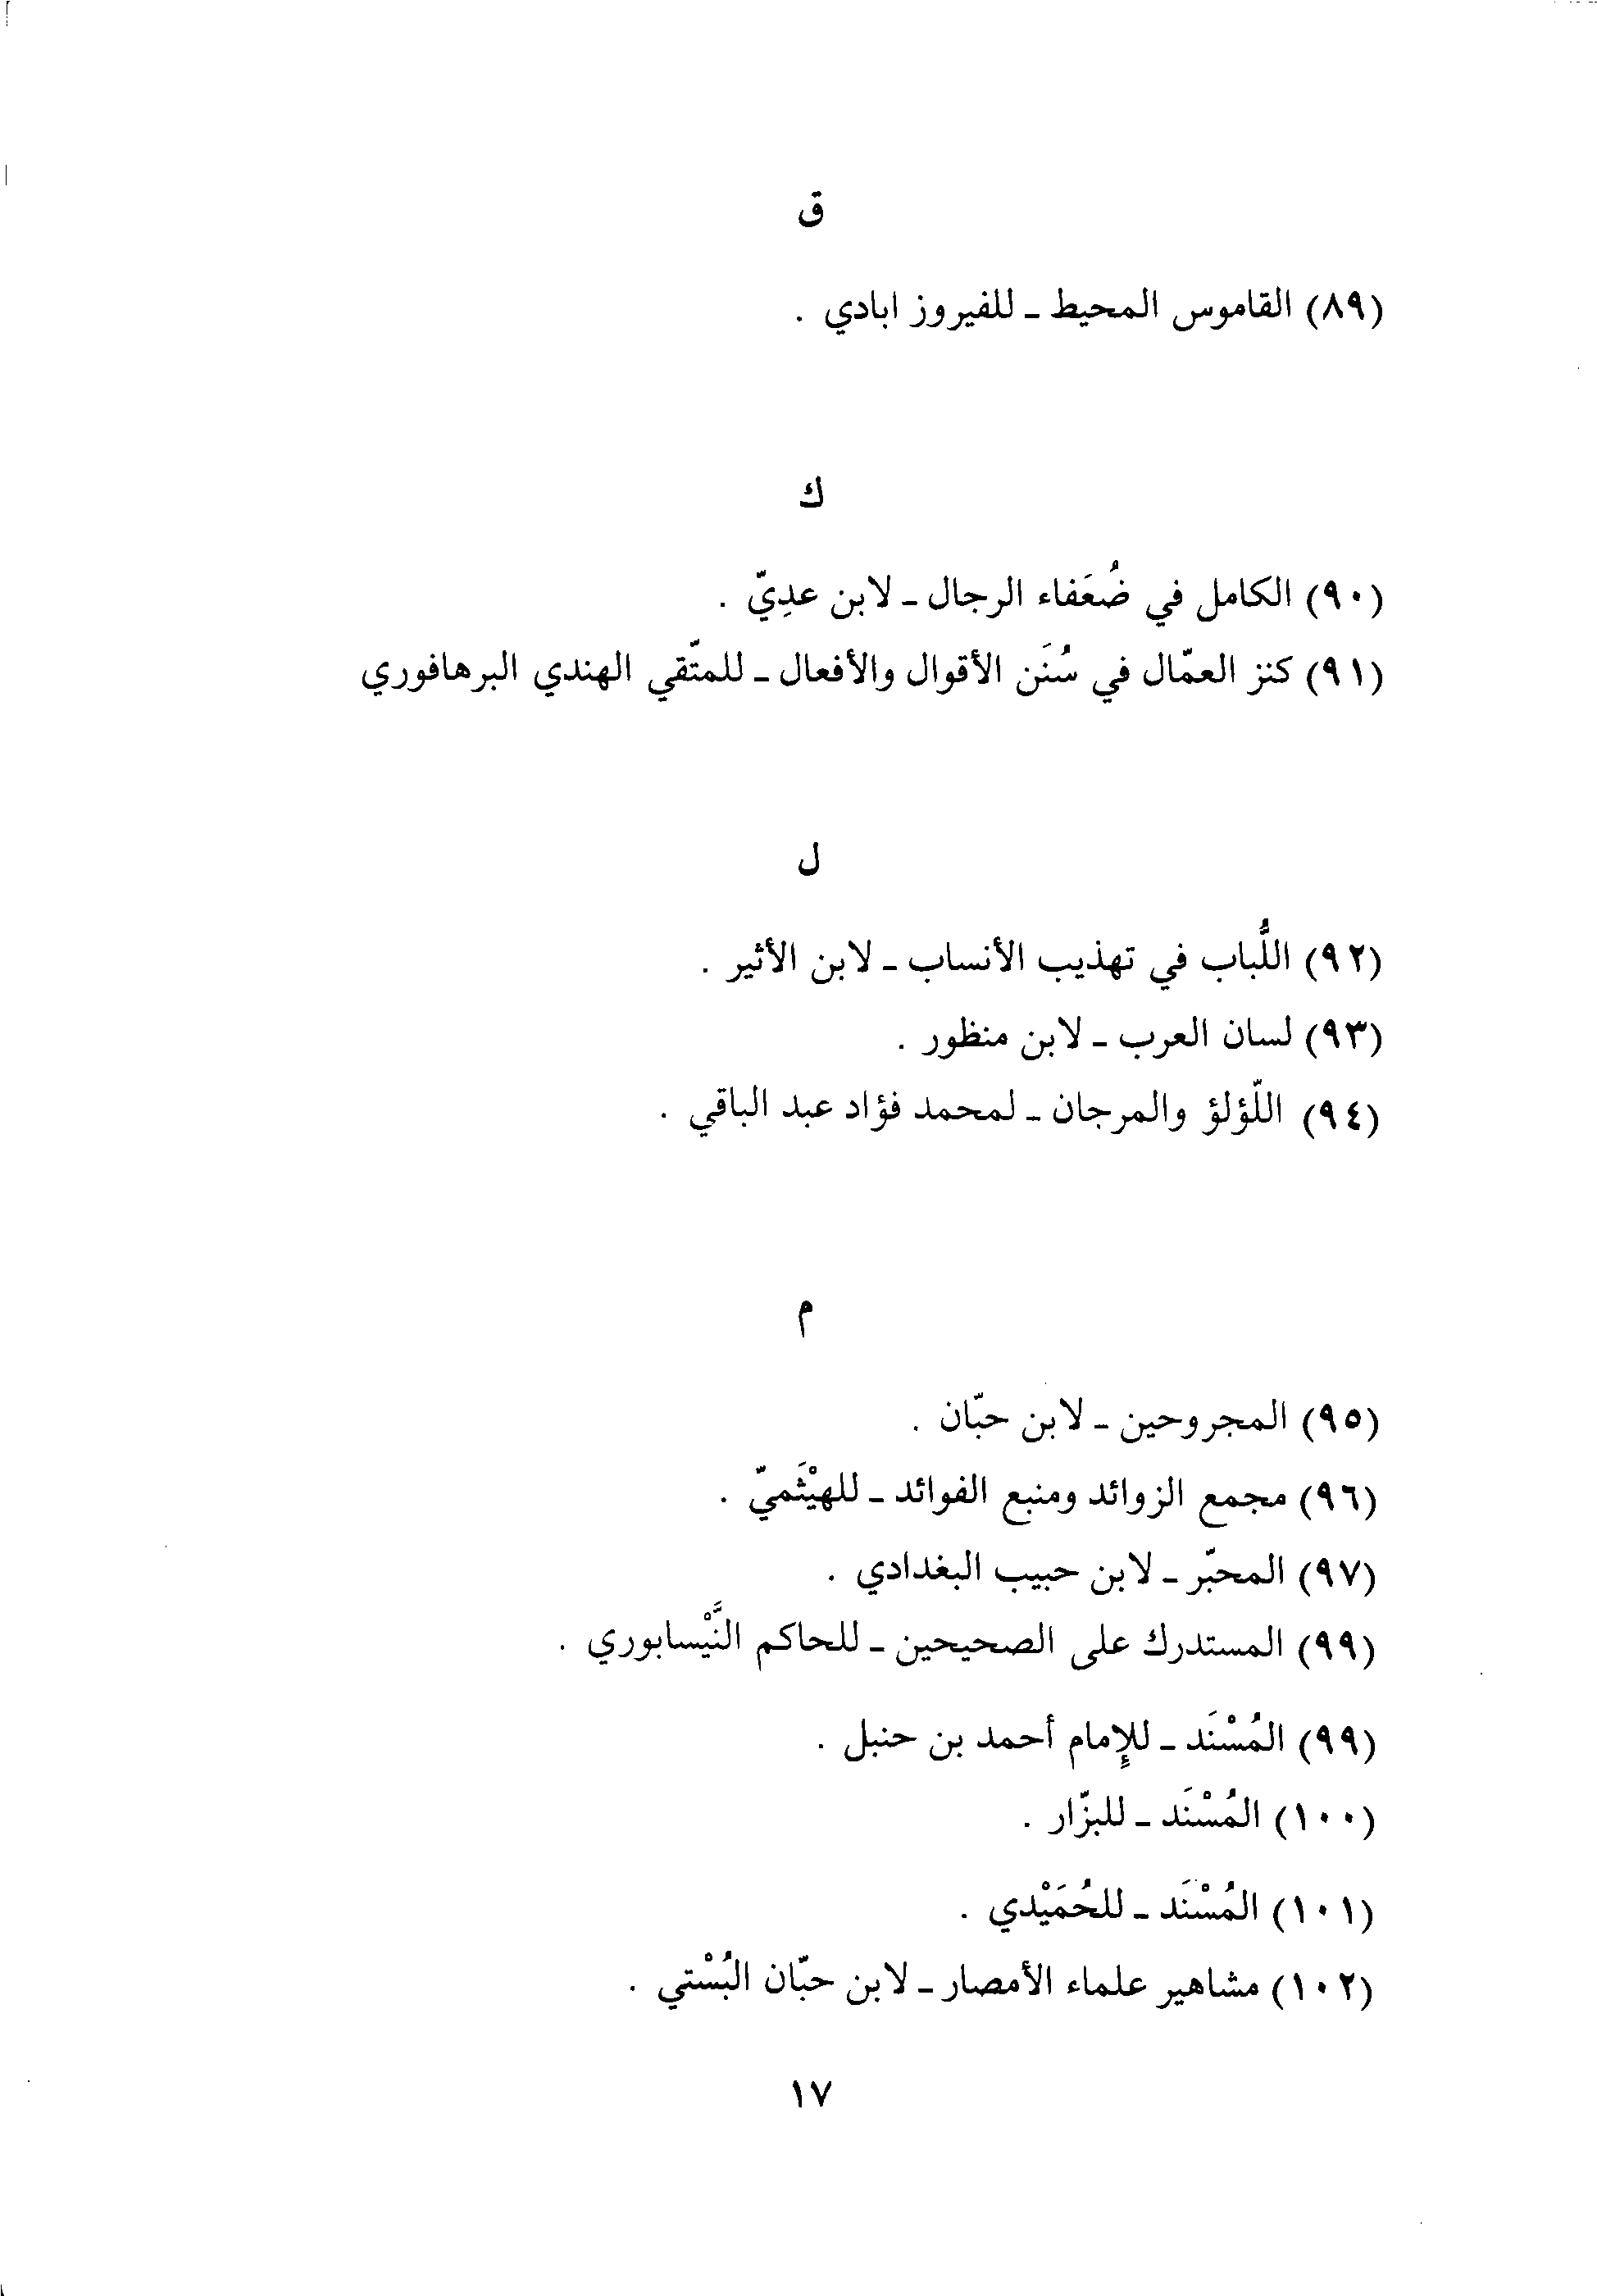 ق
(٨٩) القاموس المحيط ـ للفيروز ابادي .
ك
(٩٠) الكامل في ضُعَفاء الرجال ـ لابن عدِيّ .
(٩١) كنز العمّال في سُنَن الأقوال والأفعال ـ للمتّقي الهندي البرهافوري
ل
(٩٢) اللُّباب في تهذيب الأنساب ـ لابن الأثير .
(٩٣) لسان العرب ـ لابن منظور .
(٩٤) اللّؤلؤ والمرجان ـ لمحمد فؤاد عبد الباقي .
م
(٩٥) المجروحين ـ لابن حبّان .
(٩٦) مجمع الزوائد ومنبع الفوائد ـ للهيْثَميّ .
(٩٧) المحبّر ـ لابن حبيب البغدادي .
(٩٩) المستدرك على الصحيحين ـ للحاكم النَّيْسابوري .
(٩٩) المُسْنَد ـ للإمام أحمد بن حنبل .
(١٠٠) المُسْنَد ـ للبزّار .
(١٠١) المُسْنَد ـ للحُمَيْدي .
(١٠٢) مشاهير علماء الأمصار ـ لابن حبّان البُسْتي .
١٧